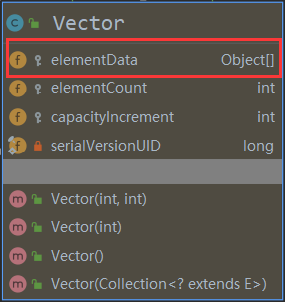 Vector
elementData Object[]
elementCount int
capacityIncrement int
serialVersionUID long
Vector(int, int)
Vector(int)
Vector()
Vector(Collection<? extends E>)